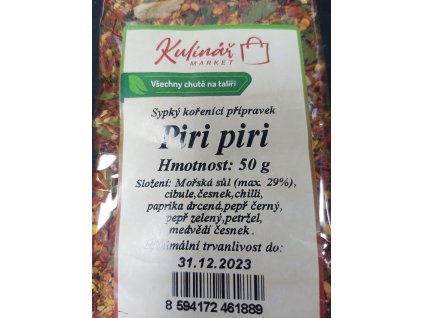 Kulinář
MARKET
Všechny chutě na talíři
Sypký kořenící přípravek
Piri piri
Hmotnost: 50 g
Složení: Mořská sůl (max. 29%),
cibule,česnek,chilli,
paprika drcená,pepř černý,
pepř zelený,petržel,
medvědí česnek .
Minimální trvanlivost do:
31.12.2023
8 594172 461889